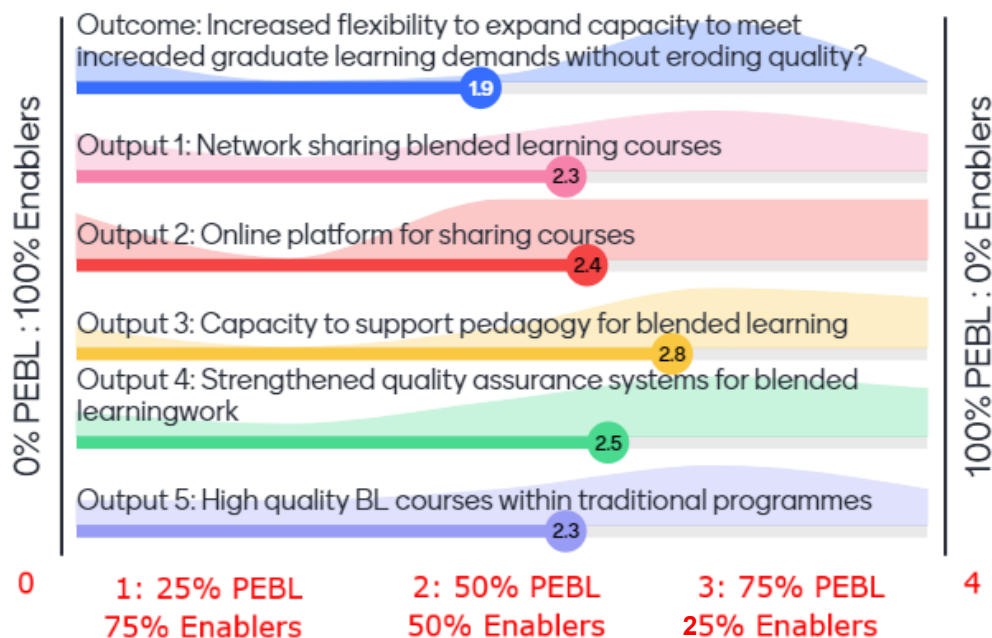 Outcome: Increased flexibility to expand capacity to meet
increaded graduate learning demands without eroding quality?
1.9
Output 1: Network sharing blended learning courses
2.3
Output 2: Online platform for sharing courses
2.4
Output 3: Capacity to support pedagogy for blended learning
2.8
Output 4: Strengthened quality assurance systems for blended
learningwork
2.5
Output 5: High quality BL courses within traditional programmes
2.3
0% PEBL : 100% Enablers
100% PEBL : 0% Enablers
0
1: 25% PEBL
75% Enablers
2: 50% PEBL
50% Enablers
3: 75% PEBL
25% Enablers
4